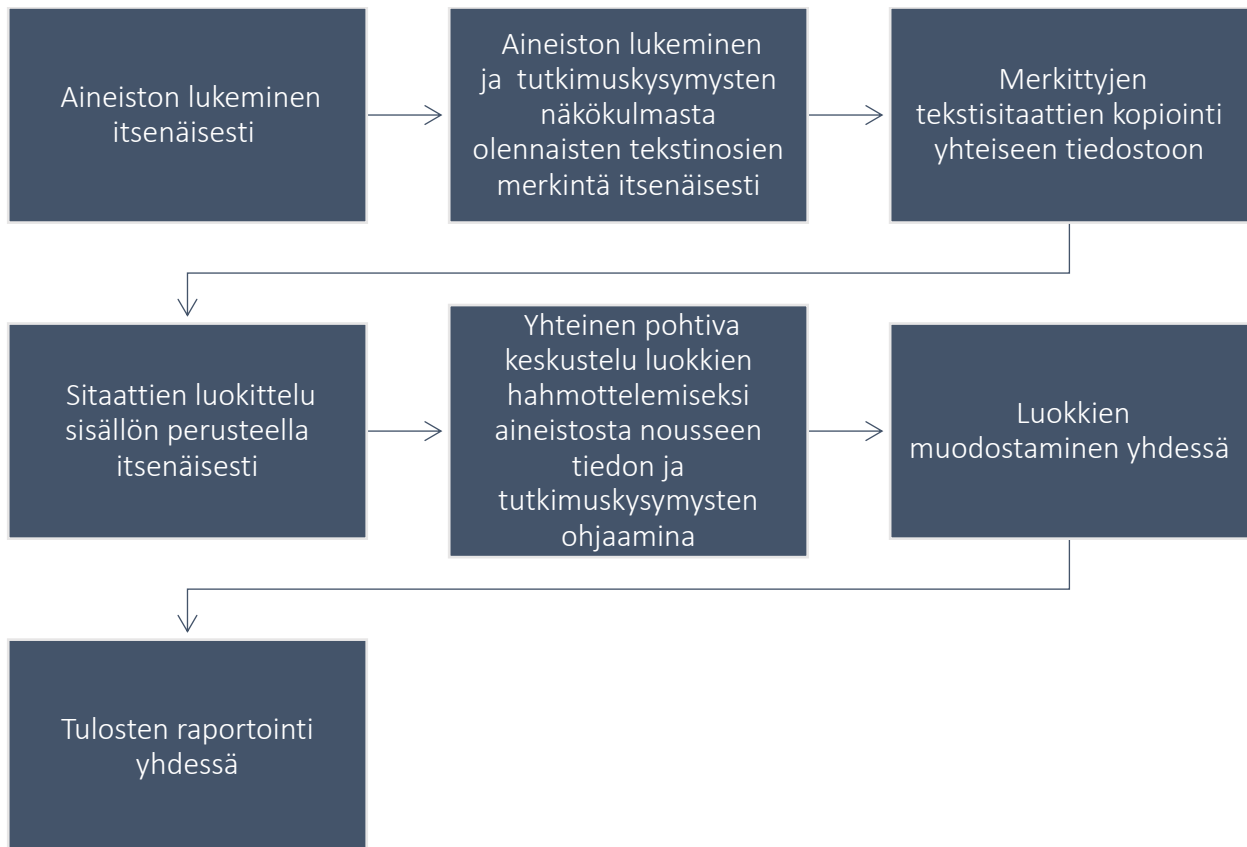 Aineiston lukeminen
itsenäisesti
Aineiston lukeminen
ja tutkimuskysymysten
näkökulmasta
olennaisten tekstinosien
merkintä itsenäisesti
Merkittyjen
tekstisitaattien kopiointi
yhteiseen tiedostoon
Sitaattien luokittelu
sisällön perusteella
itsenäisesti
Yhteinen pohtiva
keskustelu luokkien
hahmottelemiseksi
aineistosta nousseen
tiedon ja
tutkimuskysymysten
ohjaamina
Luokkien
muodostaminen yhdessä
Tulosten raportointi
yhdessä